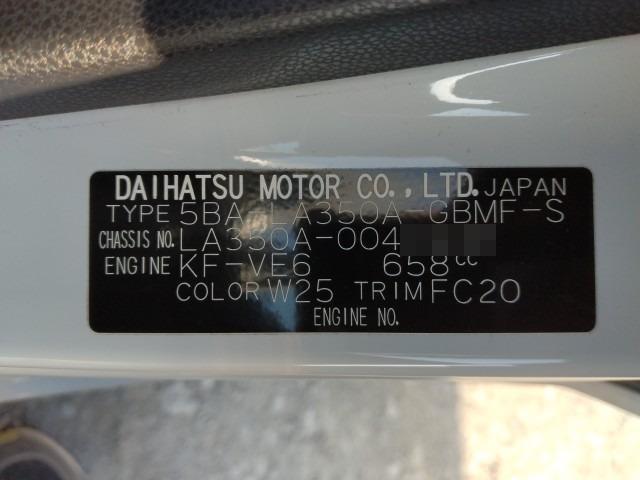 DAIHATSU MOTOR CO., LTD. JAPAN
TYPE 5BA-LA350A-GBMF-S
CHASSIS NO. LA350A-004
ENGINE KF-VE6 658cc
COLOR W25 TRIM FC20
ENGINE NO.